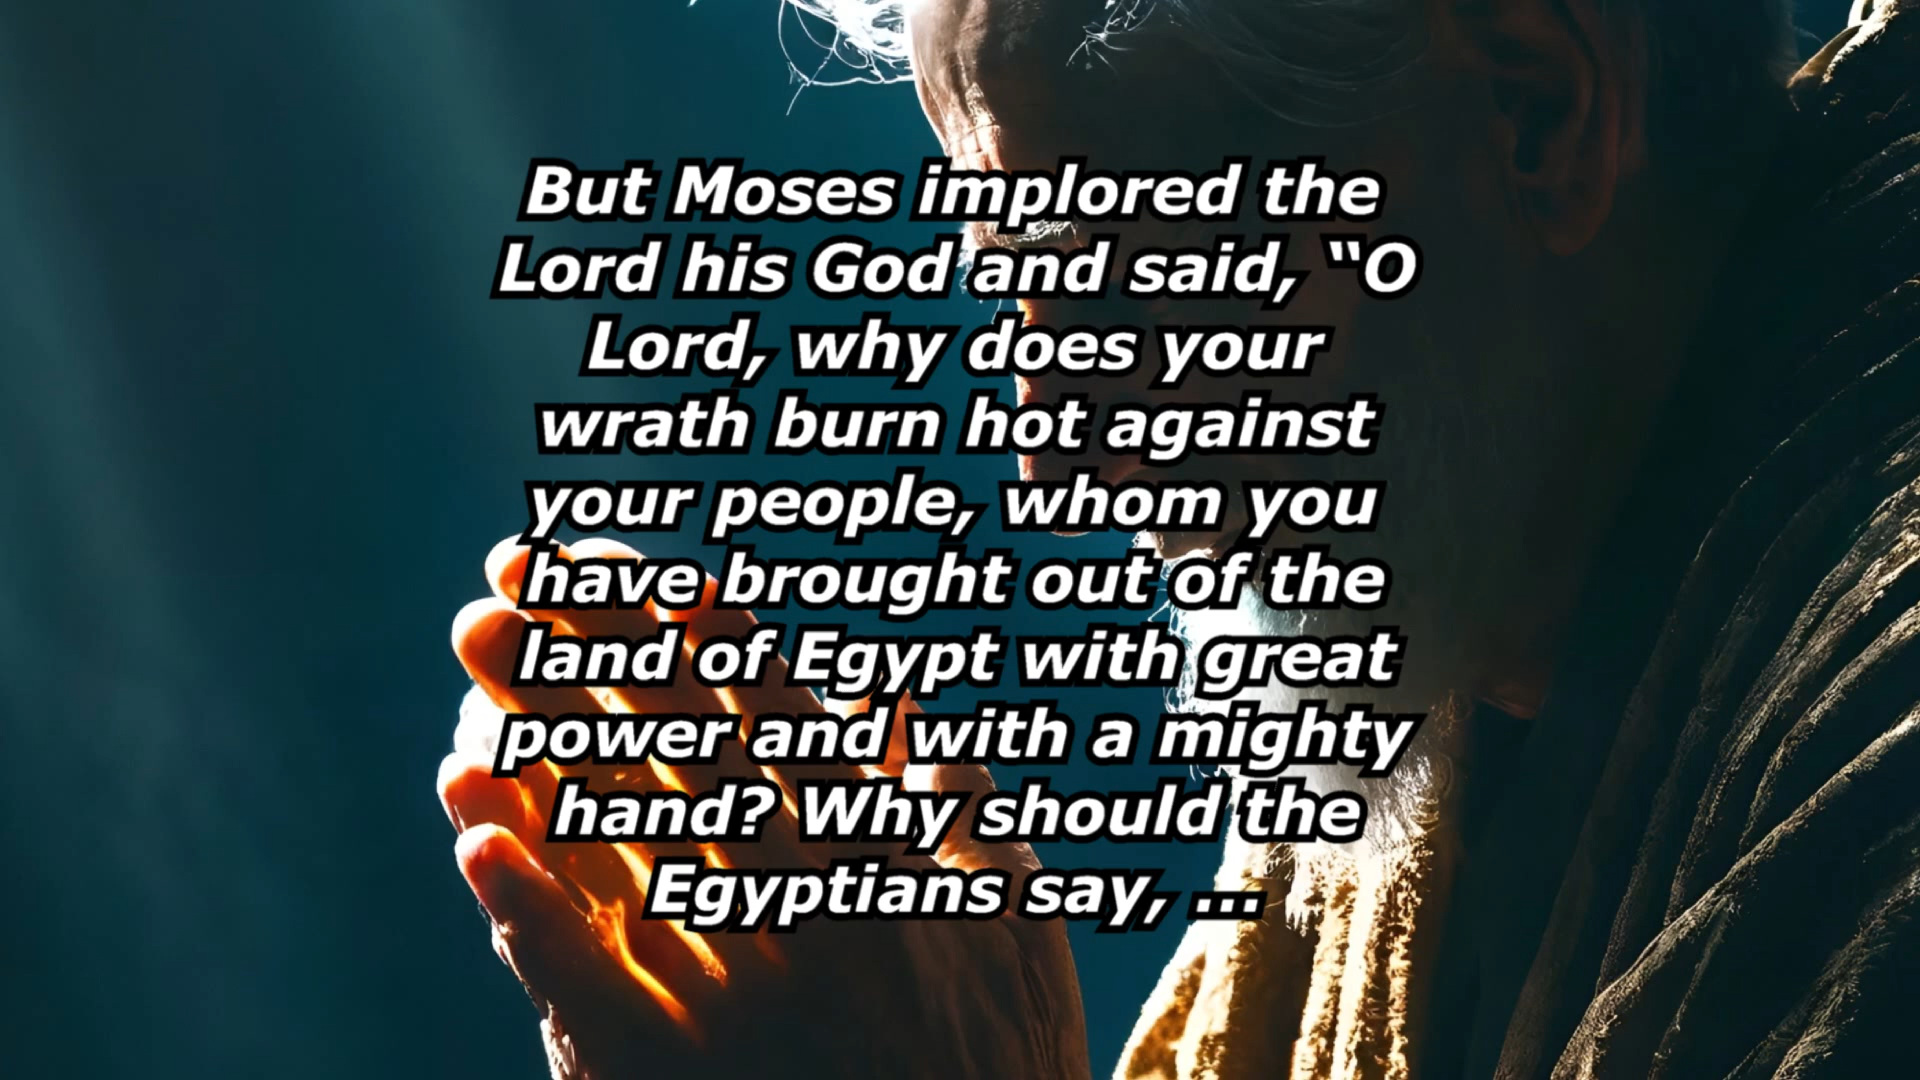 But Moses implored the
Lord his God and said, “O
Lord, why does your
wrath burn hot against
your people, whom you
have brought out of the
land of Egypt with great
power and with a mighty
hand? Why should the
Egyptians say, ...